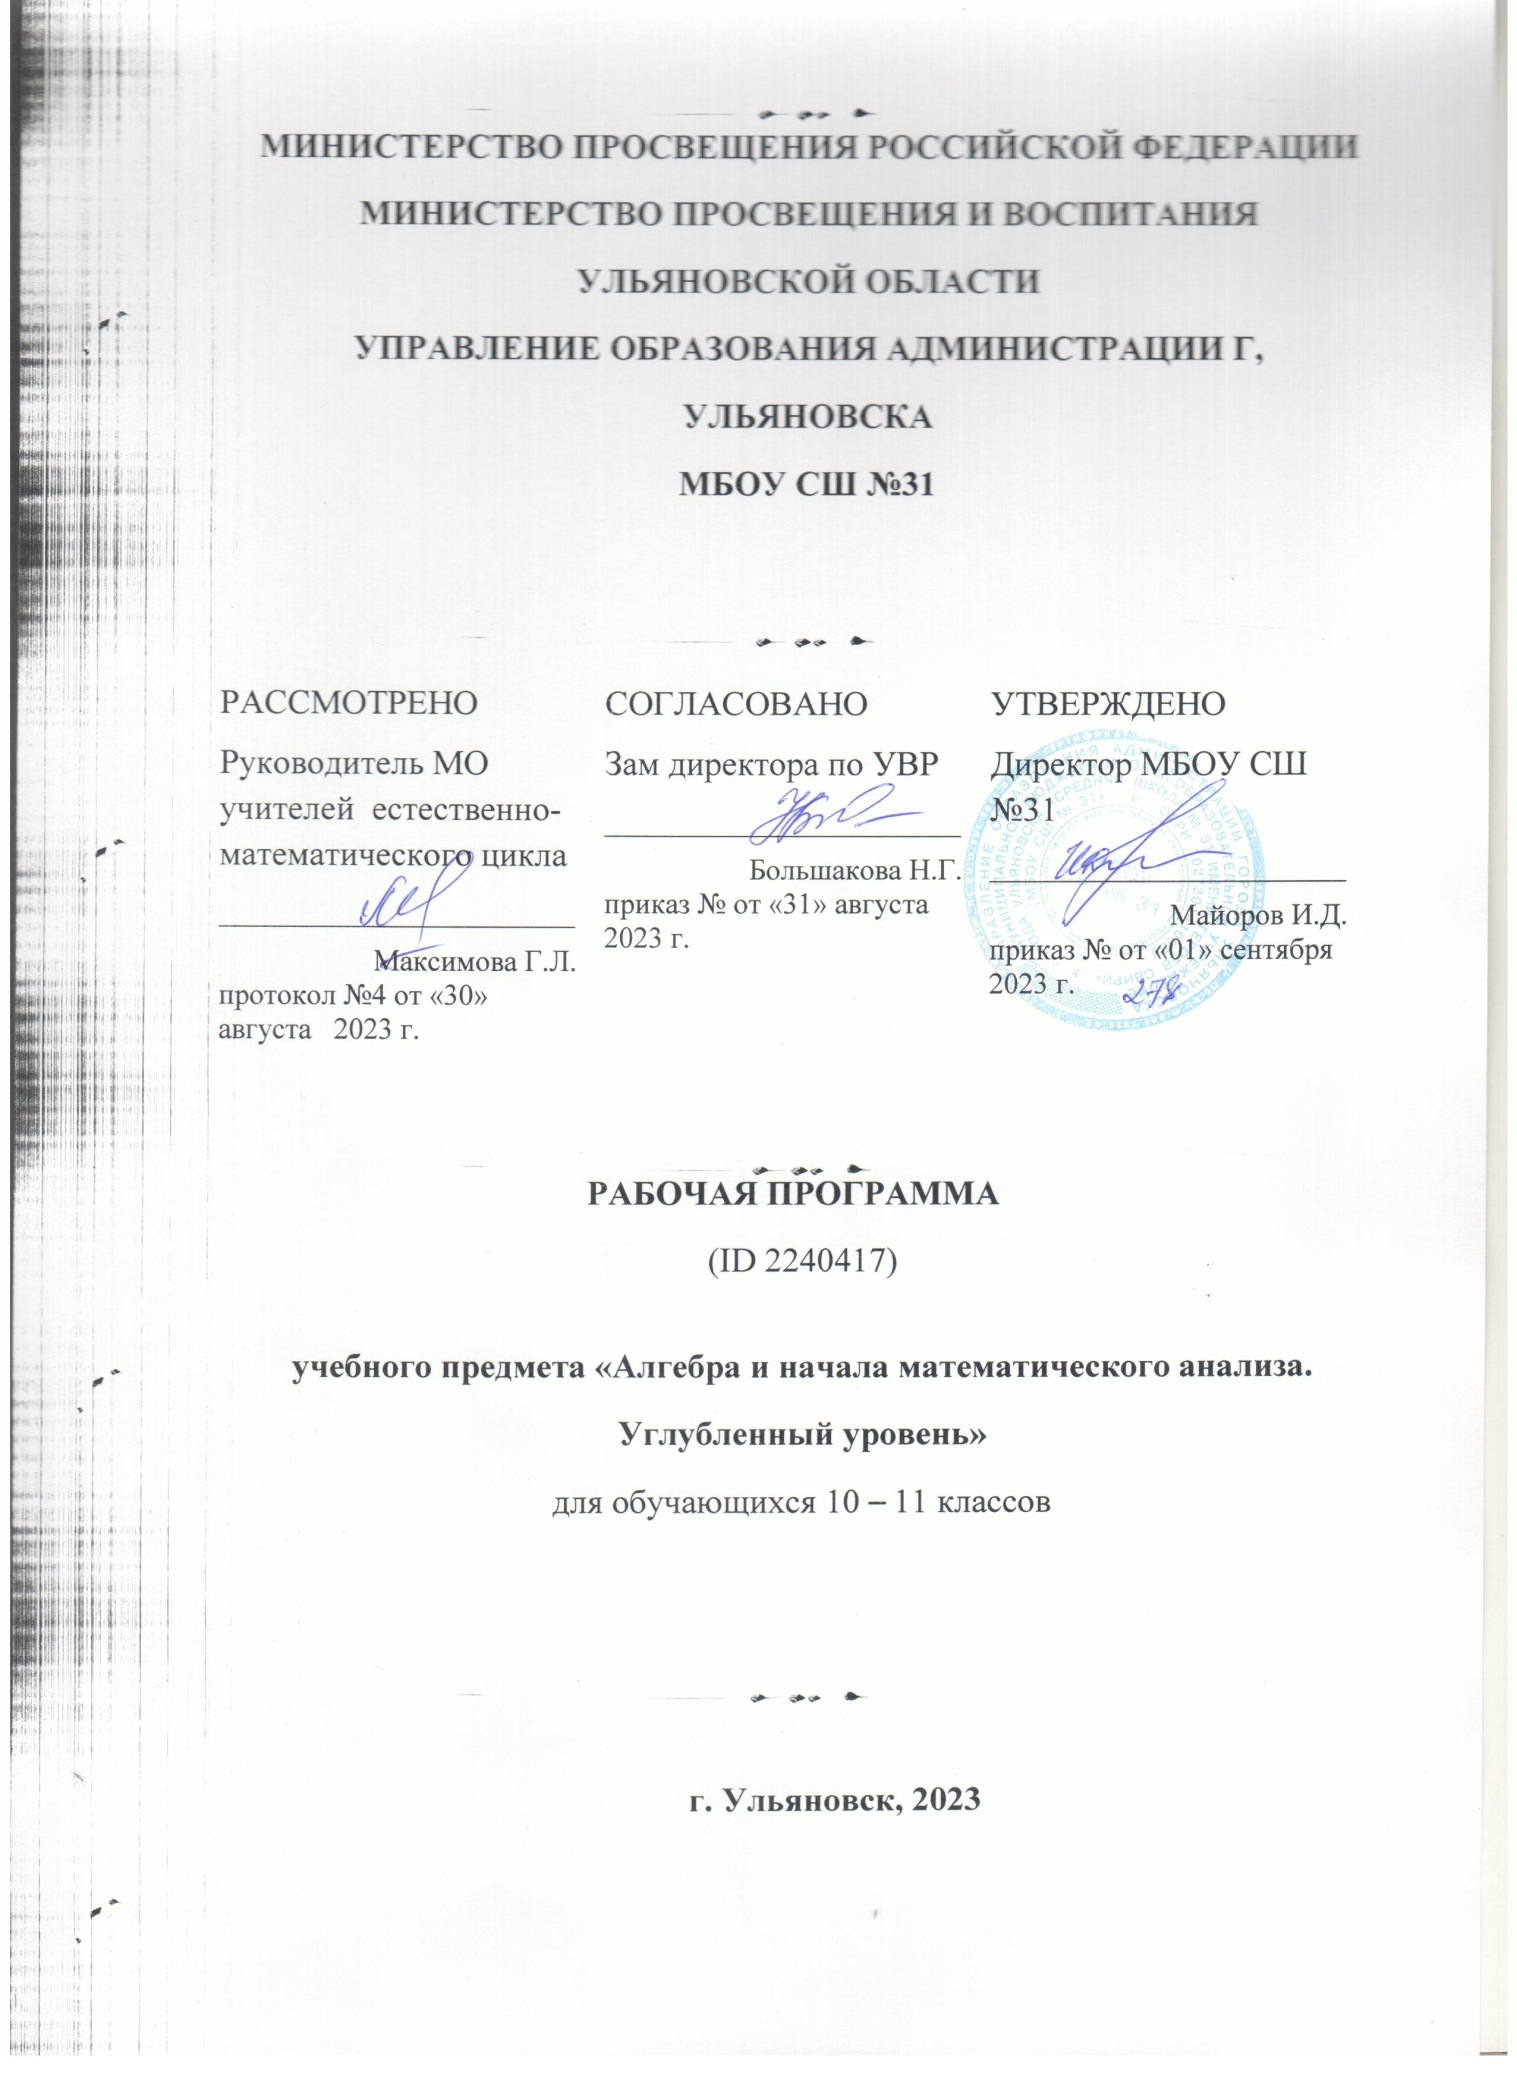 МИНИСТЕРСТВО ПРОСВЕЩЕНИЯ РОССИЙСКОЙ ФЕДЕРАЦИИ
МИНИСТЕРСТВО ПРОСВЕЩЕНИЯ И ВОСПИТАНИЯ
УЛЬЯНОВСКОЙ ОБЛАСТИ
УПРАВЛЕНИЕ ОБРАЗОВАНИЯ АДМИНИСТРАЦИИ Г,
УЛЬЯНОВСКА
МБОУ СШ №31
РАССМОТРЕНО
Руководитель МО
учителей естественно-
математического цикла
Максимова Г.Л.
протокол №4 от «30»
августа 2023 г.
СОГЛАСОВАНО
Зам директора по УВР
Большакова Н.Г.
приказ № от «31» августа
2023 г.
УТВЕРЖДЕНО
Директор МБОУ СШ
№31
Майоров И.Д.
приказ № от «01» сентября
2023 г.
278
РАБОЧАЯ ПРОГРАММА
(ID 2240417)
учебного предмета «Алгебра и начала математического анализа.
Углубленный уровень»
для обучающихся 10 – 11 классов
г. Ульяновск, 2023